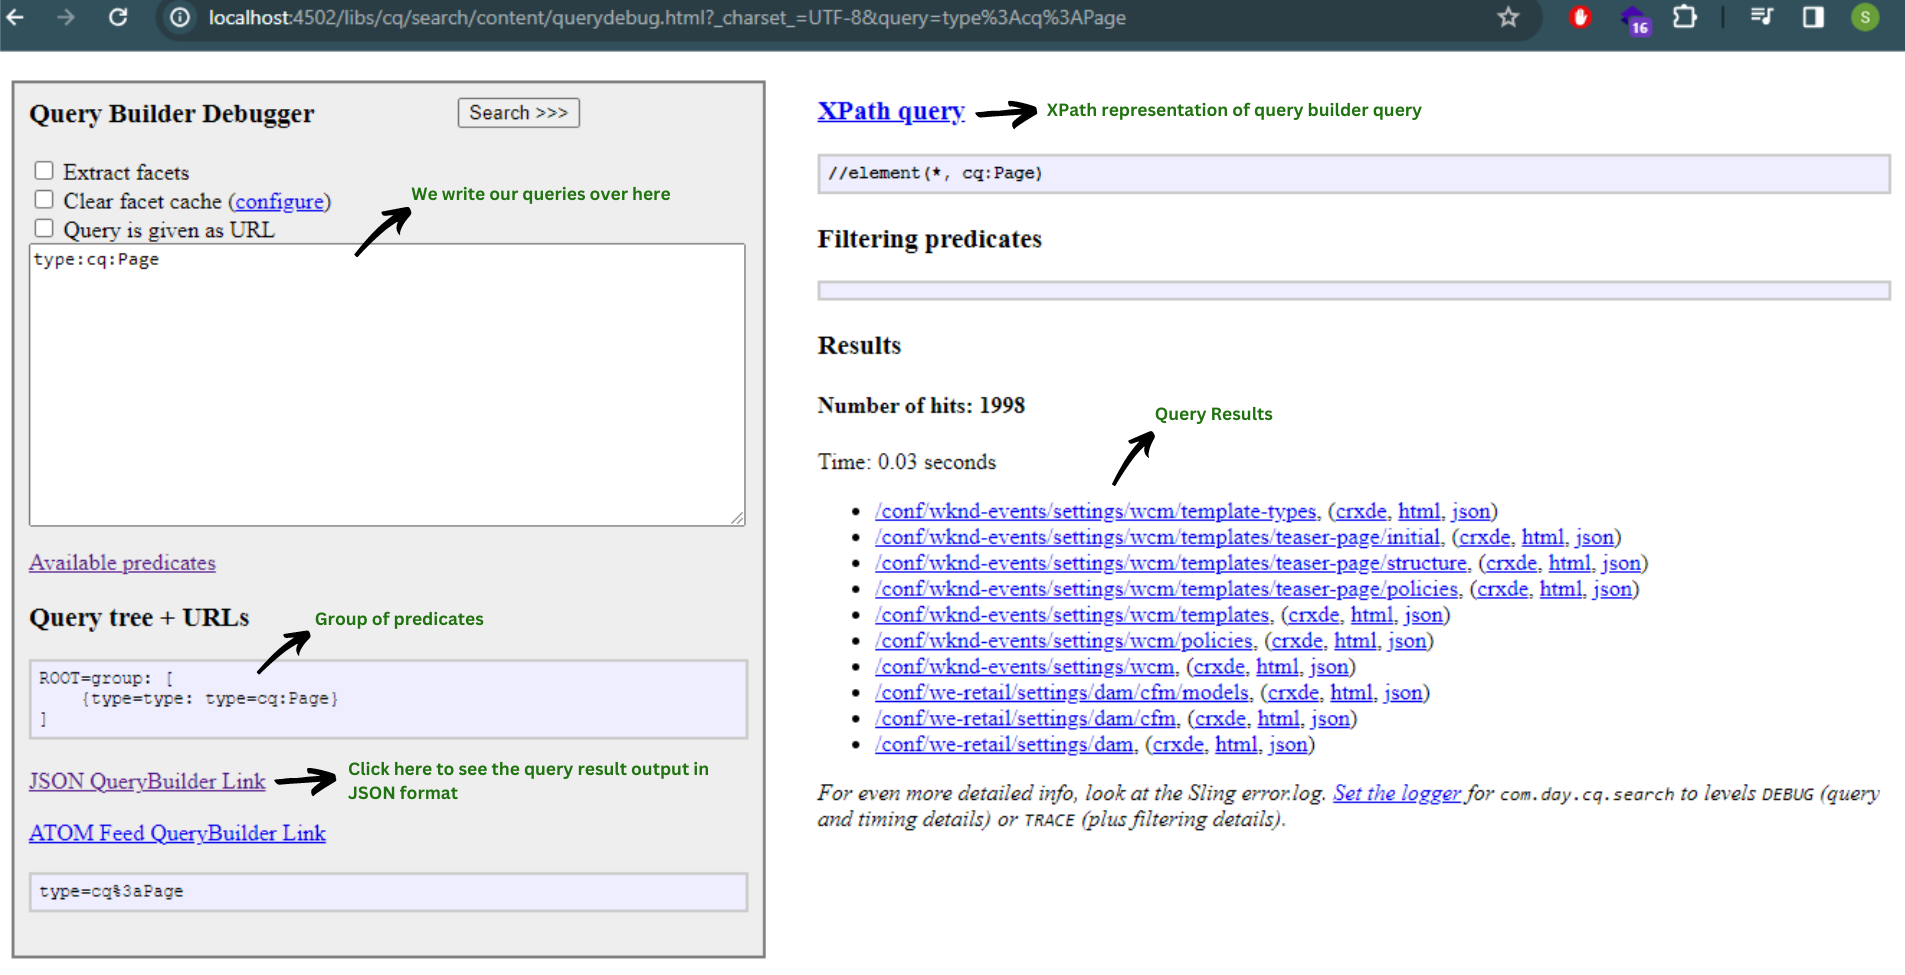 localhost:4502/libs/cq/search/content/querydebug.html?_charset_=UTF-8&query=type%3Acq%3APage
16
S
Query Builder Debugger
Search >>>
Extract facets
Clear facet cache (configure)
Query is given as URL
We write our queries over here
type:cq:Page
Available predicates
Query tree + URLs
Group of predicates
ROOT=group: [
{type=type: type=cq:Page}
]
JSON QueryBuilder Link
Click here to see the query result output in
JSON format
ATOM Feed QueryBuilder Link
type=cq%3aPage
XPath query
XPath representation of query builder query
//element(*, cq:Page)
Filtering predicates
Results
Number of hits: 1998
Query Results
Time: 0.03 seconds
/conf/wknd-events/settings/wcm/template-types, (crxde, html, json)
/conf/wknd-events/settings/wcm/templates/teaser-page/initial, (crxde, html, json)
/conf/wknd-events/settings/wcm/templates/teaser-page/structure, (crxde, html, json)
/conf/wknd-events/settings/wcm/templates/teaser-page/policies, (crxde, html, json)
/conf/wknd-events/settings/wcm/templates, (crxde, html, json)
/conf/wknd-events/settings/wcm/policies, (crxde, html, json)
/conf/wknd-events/settings/wcm, (crxde, html, json)
/conf/we-retail/settings/dam/cfm/models, (crxde, html, json)
/conf/we-retail/settings/dam/cfm, (crxde, html, json)
/conf/we-retail/settings/dam, (crxde, html, json)
For even more detailed info, look at the Sling error.log. Set the logger for com.day.cq.search to levels DEBUG (query
and timing details) or TRACE (plus filtering details).